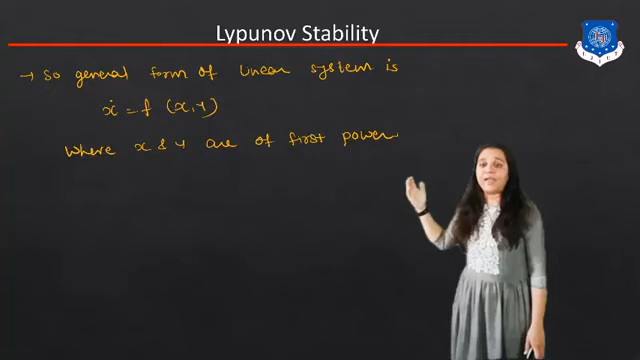 Lypunov Stability
→ So general form of linear system is
ẋ = f (x, y)
where x & y are of first power